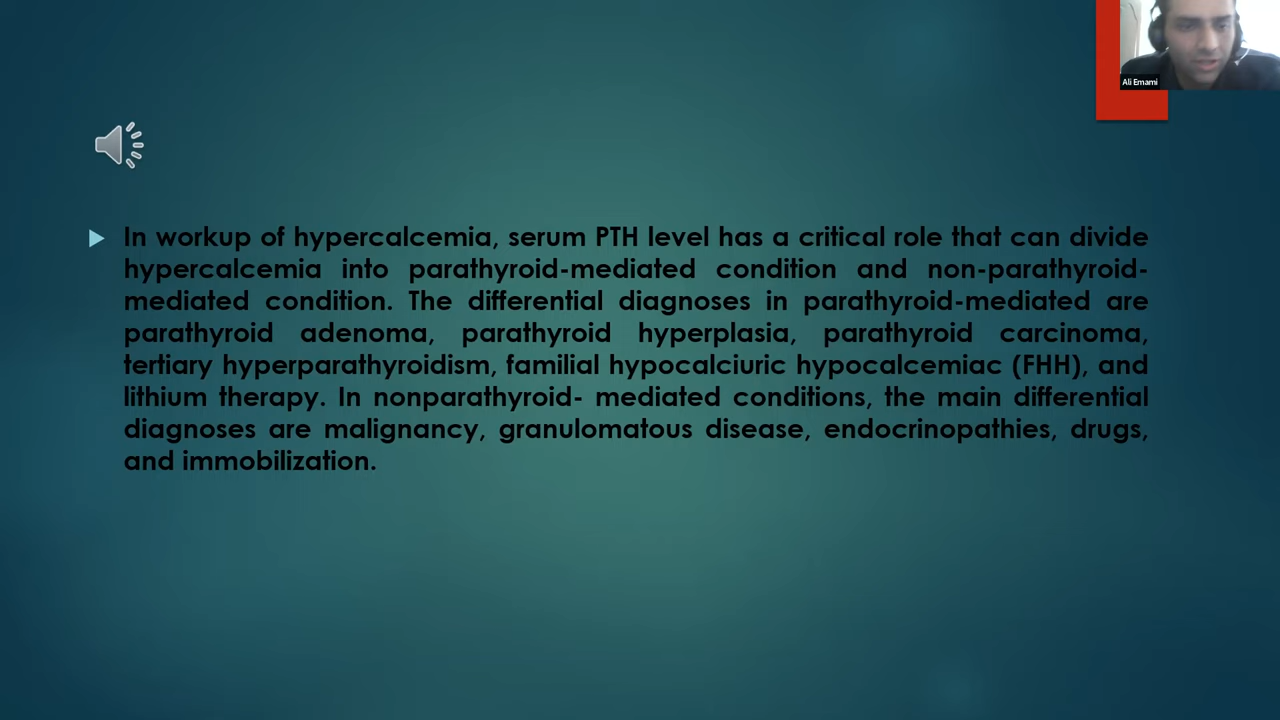 Ali Emami
In workup of hypercalcemia, serum PTH level has a critical role that can divide
hypercalcemia into parathyroid-mediated condition and non-parathyroid-
mediated condition. The differential diagnoses in parathyroid-mediated are
parathyroid adenoma, parathyroid hyperplasia, parathyroid carcinoma,
tertiary hyperparathyroidism, familial hypocalciuric hypocalcemiac (FHH), and
lithium therapy. In nonparathyroid- mediated conditions, the main differential
diagnoses are malignancy, granulomatous disease, endocrinopathies, drugs,
and immobilization.